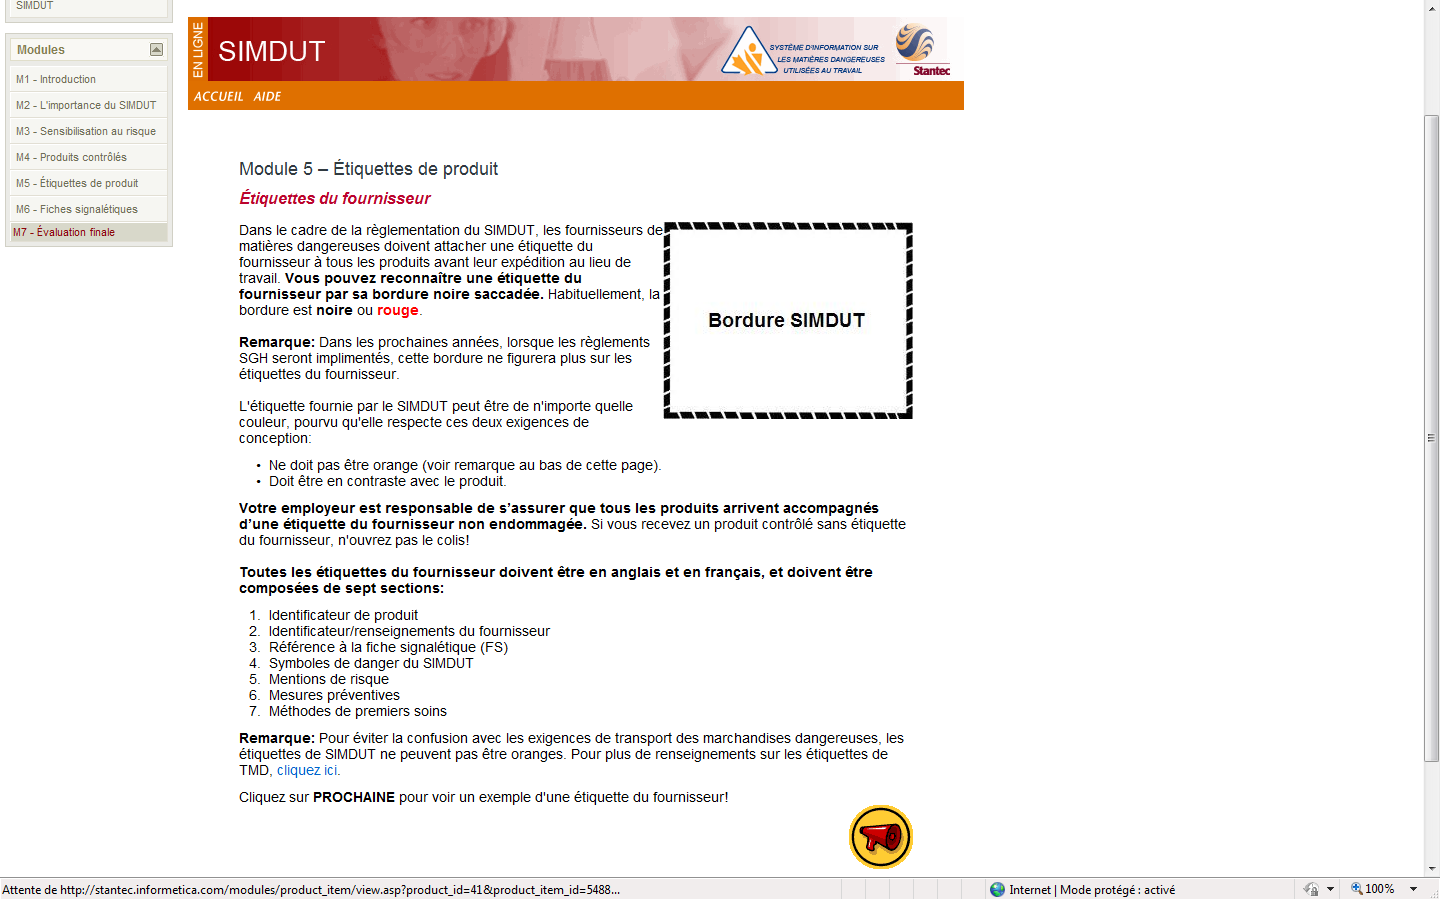 SIMDUT
Modules
M1 - Introduction
M2 - L'importance du SIMDUT
M3 - Sensibilisation au risque
M4 - Produits contrôlés
M5 - Étiquettes de produit
M6 - Fiches signalétiques
M7 - Évaluation finale
EN LIGNE
SIMDUT
SYSTÈME D'INFORMATION SUR
LES MATIÈRES DANGEREUSES
UTILISÉES AU TRAVAIL
Stantec
ACCUEIL AIDE
Module 5 – Étiquettes de produit
Étiquettes du fournisseur
Dans le cadre de la règlementation du SIMDUT, les fournisseurs de
matières dangereuses doivent attacher une étiquette du
fournisseur à tous les produits avant leur expédition au lieu de
travail. Vous pouvez reconnaître une étiquette du
fournisseur par sa bordure noire saccadée. Habituellement, la
bordure est noire ou rouge.
Bordure SIMDUT
Remarque: Dans les prochaines années, lorsque les règlements
SGH seront implimentés, cette bordure ne figurera plus sur les
étiquettes du fournisseur.
L'étiquette fournie par le SIMDUT peut être de n'importe quelle
couleur, pourvu qu'elle respecte ces deux exigences de
conception:
• Ne doit pas être orange (voir remarque au bas de cette page).
• Doit être en contraste avec le produit.
Votre employeur est responsable de s’assurer que tous les produits arrivent accompagnés
d’une étiquette du fournisseur non endommagée. Si vous recevez un produit contrôlé sans étiquette
du fournisseur, n'ouvrez pas le colis!
Toutes les étiquettes du fournisseur doivent être en anglais et en français, et doivent être
composées de sept sections:
1. Identificateur de produit
2. Identificateur/renseignements du fournisseur
3. Référence à la fiche signalétique (FS)
4. Symboles de danger du SIMDUT
5. Mentions de risque
6. Mesures préventives
7. Méthodes de premiers soins
Remarque: Pour éviter la confusion avec les exigences de transport des marchandises dangereuses, les
étiquettes de SIMDUT ne peuvent pas être oranges. Pour plus de renseignements sur les étiquettes de
TMD, cliquez ici.
Cliquez sur PROCHAINE pour voir un exemple d'une étiquette du fournisseur!
Attente de http://stantec.informetica.com/modules/product_item/view.asp?product_id=41&product_item_id=5488...
Internet | Mode protégé : activé
100%